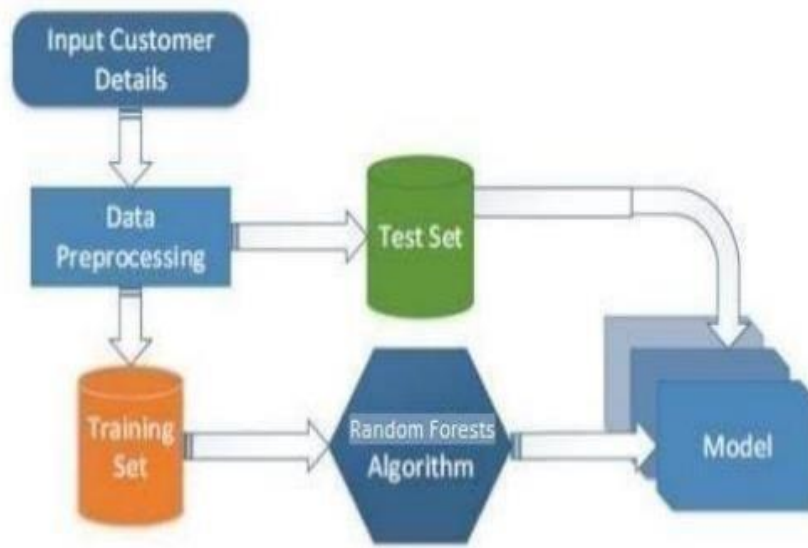 Input Customer
Details
Data
Preprocessing
Test Set
Training
Set
Random Forests
Algorithm
Model